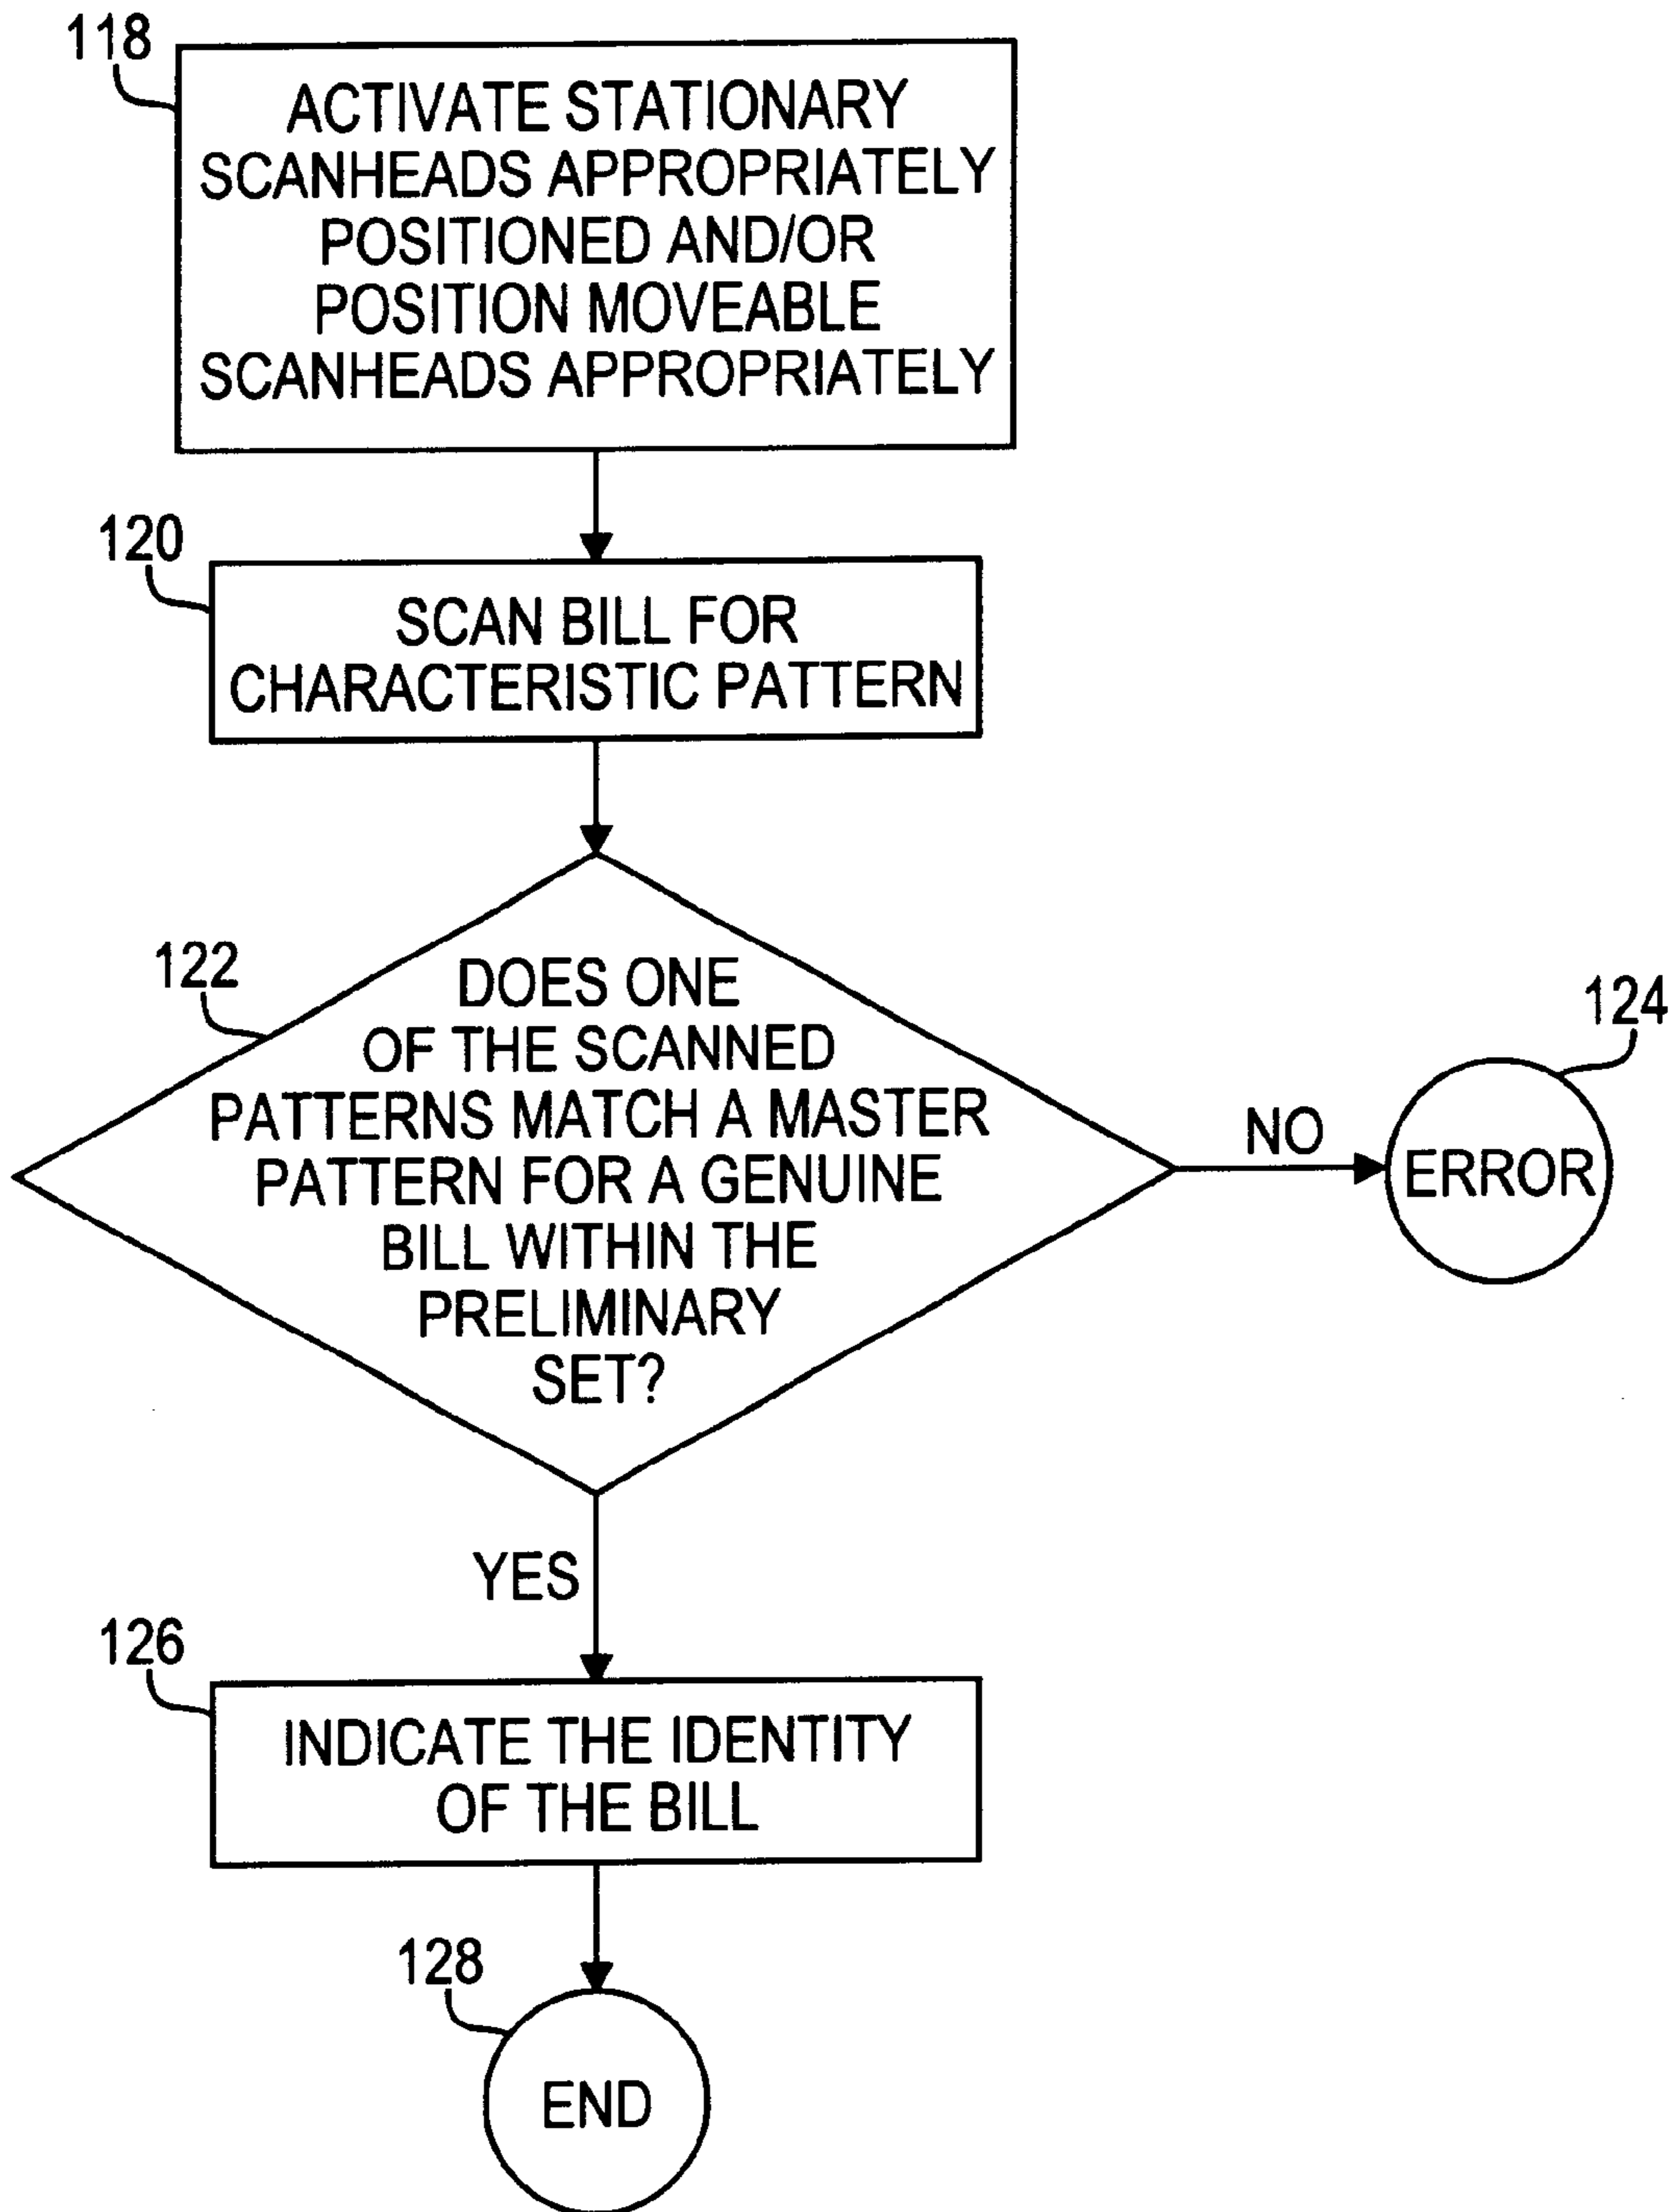 118
ACTIVATE STATIONARY
SCANHEADS APPROPRIATELY
POSITIONED AND/OR
POSITION MOVEABLE
SCANHEADS APPROPRIATELY
120
SCAN BILL FOR
CHARACTERISTIC PATTERN
122
DOES ONE
OF THE SCANNED
PATTERNS MATCH A MASTER
PATTERN FOR A GENUINE
BILL WITHIN THE
PRELIMINARY
SET?
NO
124
ERROR
YES
126
INDICATE THE IDENTITY
OF THE BILL
128
END